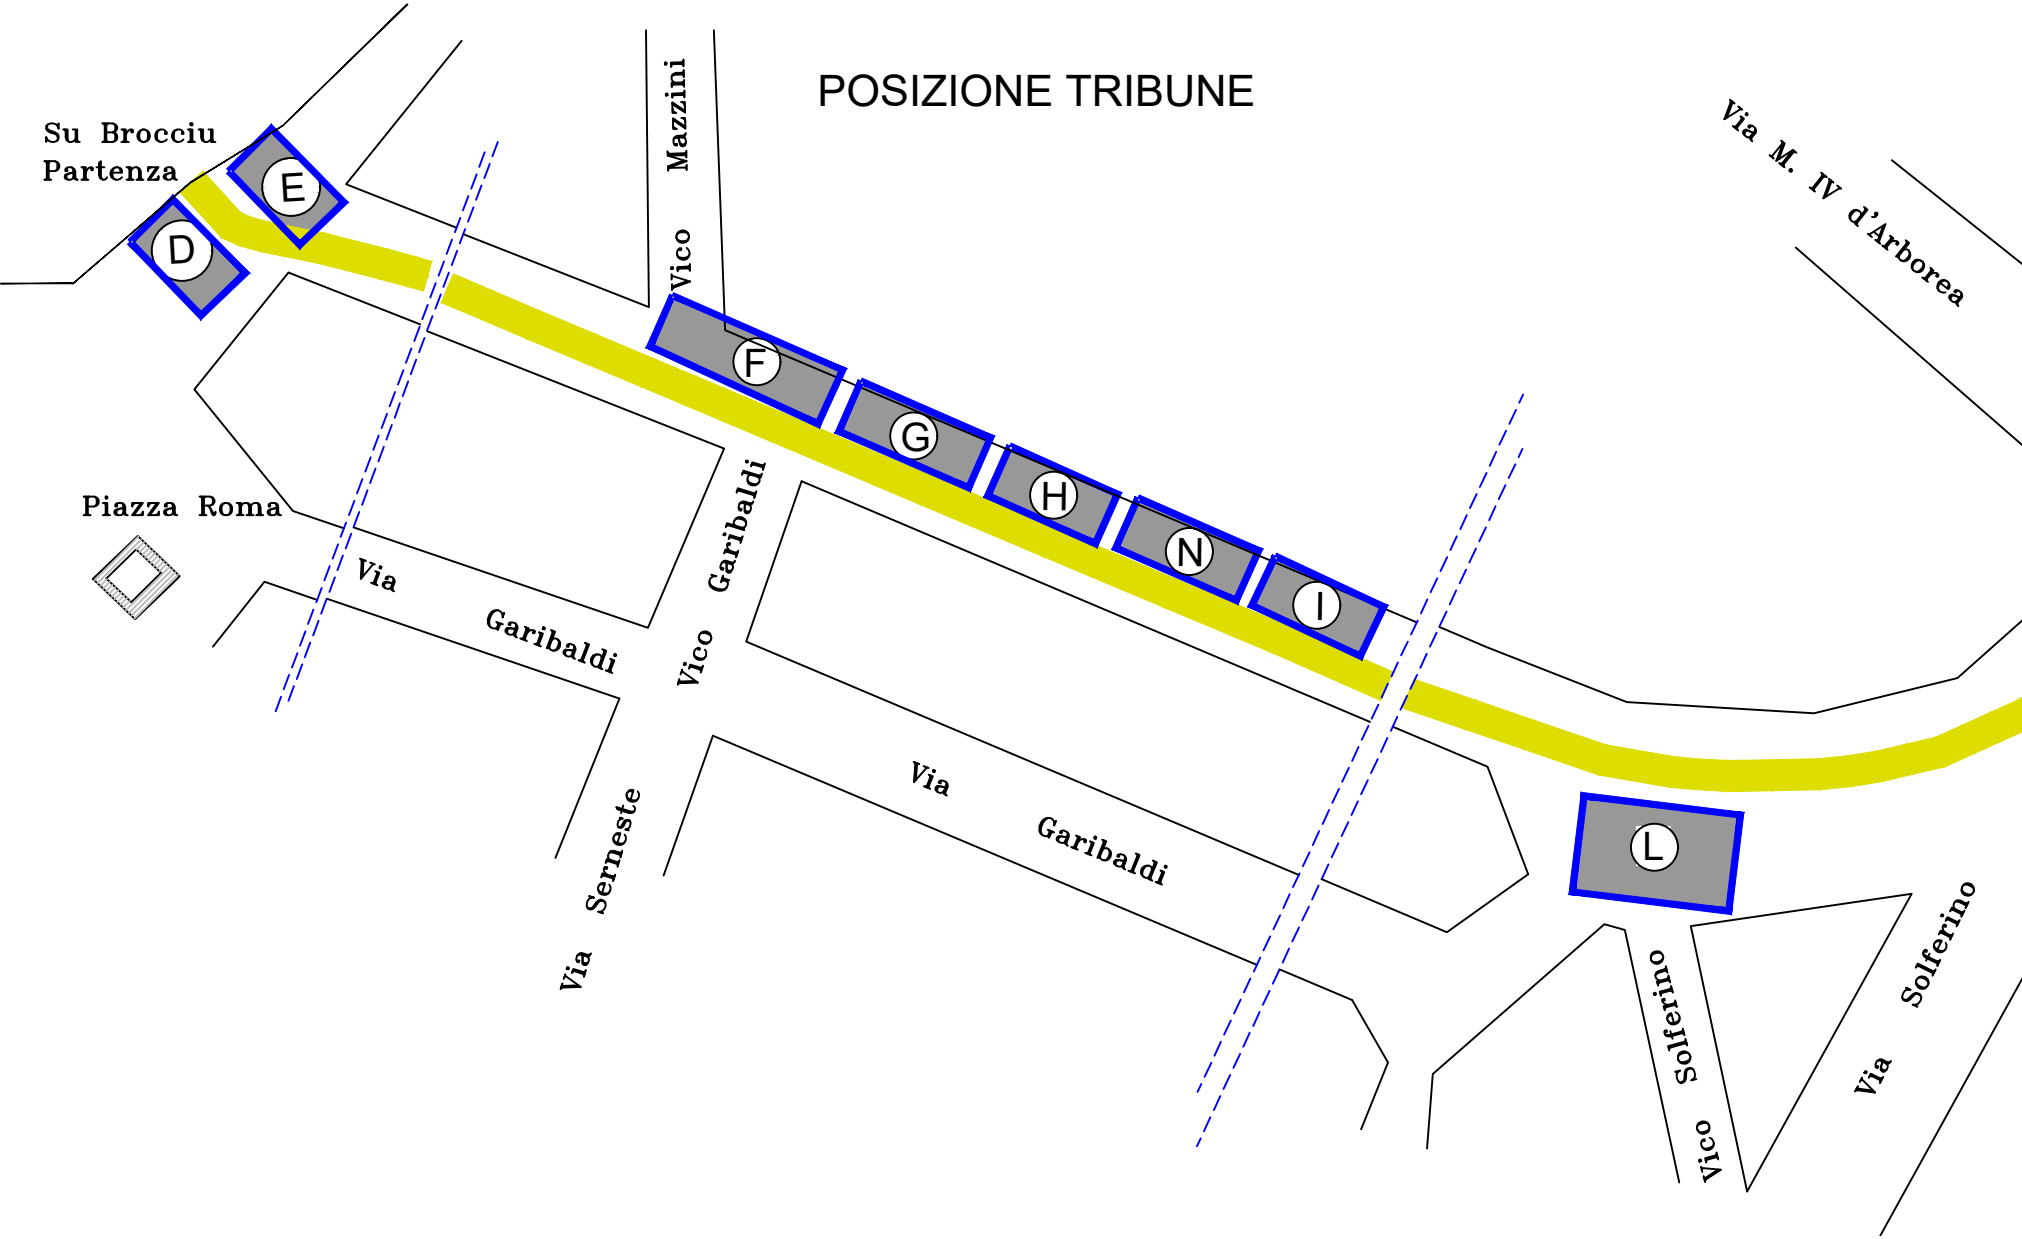 POSIZIONE TRIBUNE
Su Brocciu
Partenza
E
D
Vico Mazzini
Via M. IV d'Arborea
F
G
H
N
I
L
Piazza Roma
Via Garibaldi
Vico Garibaldi
Via Garibaldi
Via Serneste
Vico Solferino
Via Solferino